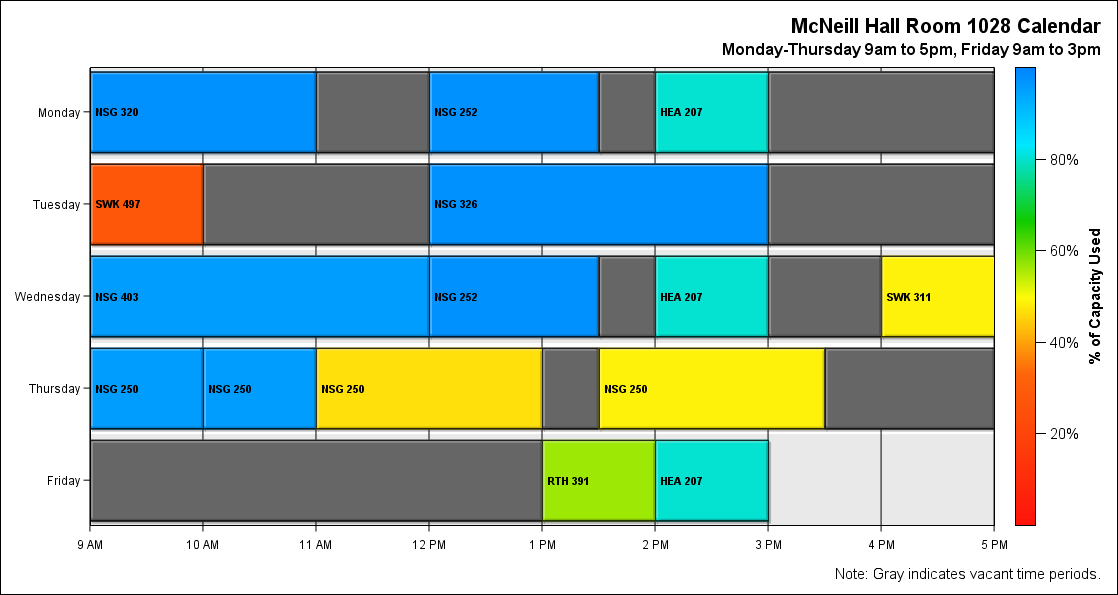 McNeill Hall Room 1028 Calendar
Monday-Thursday 9am to 5pm, Friday 9am to 3pm
Monday
NSG 320
NSG 252
HEA 207
Tuesday
SWK 497
NSG 326
Wednesday
NSG 403
NSG 252
HEA 207
SWK 311
Thursday
NSG 250
NSG 250
NSG 250
NSG 250
Friday
RTH 391
HEA 207
9 AM
10 AM
11 AM
12 PM
1 PM
2 PM
3 PM
4 PM
5 PM
80%
60%
40%
20%
% of Capacity Used
Note: Gray indicates vacant time periods.